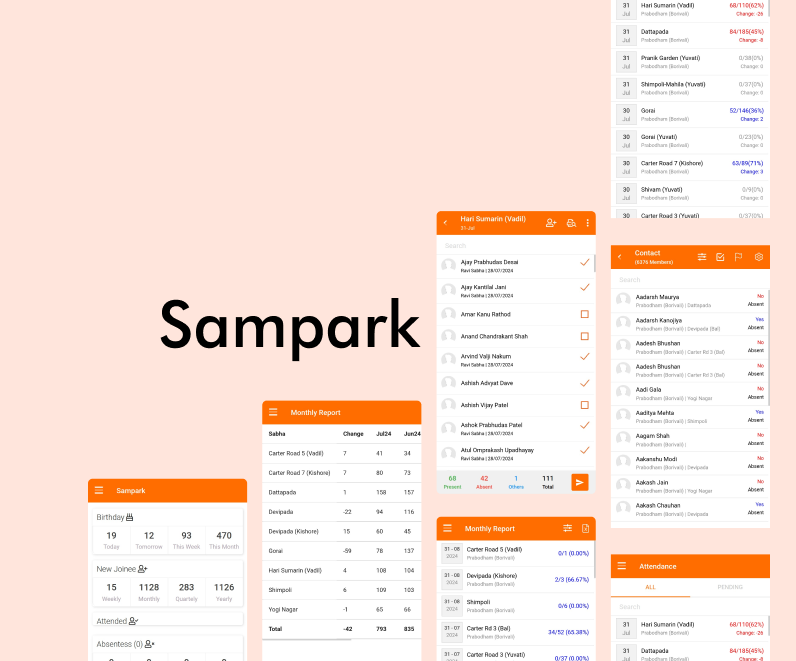 31 Hari Sumarin (Vadil) 68/110(62%)
Jul Prabodham (Borivali) Change: -26
31 Dattapada 84/185(45%)
Jul Prabodham (Borivali) Change: -8
31 Pranik Garden (Yuvati) 0/38(0%)
Jul Prabodham (Borivali) Change: 0
31 Shimpoli-Mahila (Yuvati) 0/37(0%)
Jul Prabodham (Borivali) Change: 0
30 Gorai 52/146(36%)
Jul Prabodham (Borivali) Change: 2
30 Gorai (Yuvati) 0/23(0%)
Jul Prabodham (Borivali) Change: 0
30 Carter Road 7 (Kishore) 63/89(71%)
Jul Prabodham (Borivali) Change: 3
30 Shivam (Yuvati) 0/9(0%)
Jul Prabodham (Borivali) Change: 0
30 Carter Road 3 (Yuvati) 0/37(0%)
Sampark
Hari Sumarin (Vadil)
31-Jul
Search
Ajay Prabhudas Desai
Ravi Sabha | 28/07/2024
Ajay Kantilal Jani
Ravi Sabha | 28/07/2024
Amar Kanu Rathod
Anand Chandrakant Shah
Arvind Valji Nakum
Ravi Sabha | 28/07/2024
Ashish Advyat Dave
Ashish Vijay Patel
Ashok Prabhudas Patel
Ravi Sabha | 28/07/2024
Atul Omprakash Upadhayay
Ravi Sabha | 28/07/2024
68 42 1 111
Present Absent Others Total
Contact
(8376 Members)
Search
Aadarsh Maurya No
Prabodham (Borivali) | Dattapada Absent
Aadarsh Kanojiya Yes
Prabodham (Borivali) | Devipada (Bal) Absent
Aadesh Bhushan No
Prabodham (Borivali) | Carter Rd 3 (Bal) Absent
Aadesh Bhushan No
Prabodham (Borivali) | Carter Rd 3 (Bal) Absent
Aadi Gala No
Prabodham (Borivali) | Yogi Nagar Absent
Aaditya Mehta Yes
Prabodham (Borivali) | Shimpoli Absent
Aagam Shah No
Prabodham (Borivali) | Absent
Aakanshu Modi No
Prabodham (Borivali) | Devipada Absent
Aakash Jain No
Prabodham (Borivali) | Yogi Nagar Absent
Aakash Chauhan Yes
Prabodham (Borivali) | Devipada Absent
Monthly Report
Sabha Change Jul24 Jun24
Carter Road 5 (Vadil) 7 41 34
Carter Road 7 (Kishore) 7 80 73
Dattapada 1 158 157
Devipada -22 94 116
Devipada (Kishore) 15 60 45
Gorai -59 78 137
Hari Sumarin (Vadil) 4 108 104
Shimpoli 6 109 103
Yogi Nagar -1 65 66
Total -42 793 835
Sampark
Birthday
19 12 93 470
Today Tomorrow This Week This Month
New Joinee
15 1128 283 1126
Weekly Monthly Quartely Yearly
Attended
Absentess (0)
Monthly Report
31 - 08 Carter Road 5 (Vadil) 0/1 (0.00%)
2024 Prabodham (Borivali)
31 - 08 Devipada (Kishore) 2/3 (66.67%)
2024 Prabodham (Borivali)
31 - 08 Shimpoli 0/6 (0.00%)
2024 Prabodham (Borivali)
31 - 07 Carter Rd 3 (Bal) 34/52 (65.38%)
2024 Prabodham (Borivali)
31 - 07 Carter Road 3 (Yuvati) 0/37 (0.00%)
Attendance
ALL PENDING
Search
31 Hari Sumarin (Vadil) 68/110(62%)
Jul Prabodham (Borivali) Change: -26
31 Dattapada 84/185(45%)
Jul Prabodham (Borivali) Change: -8